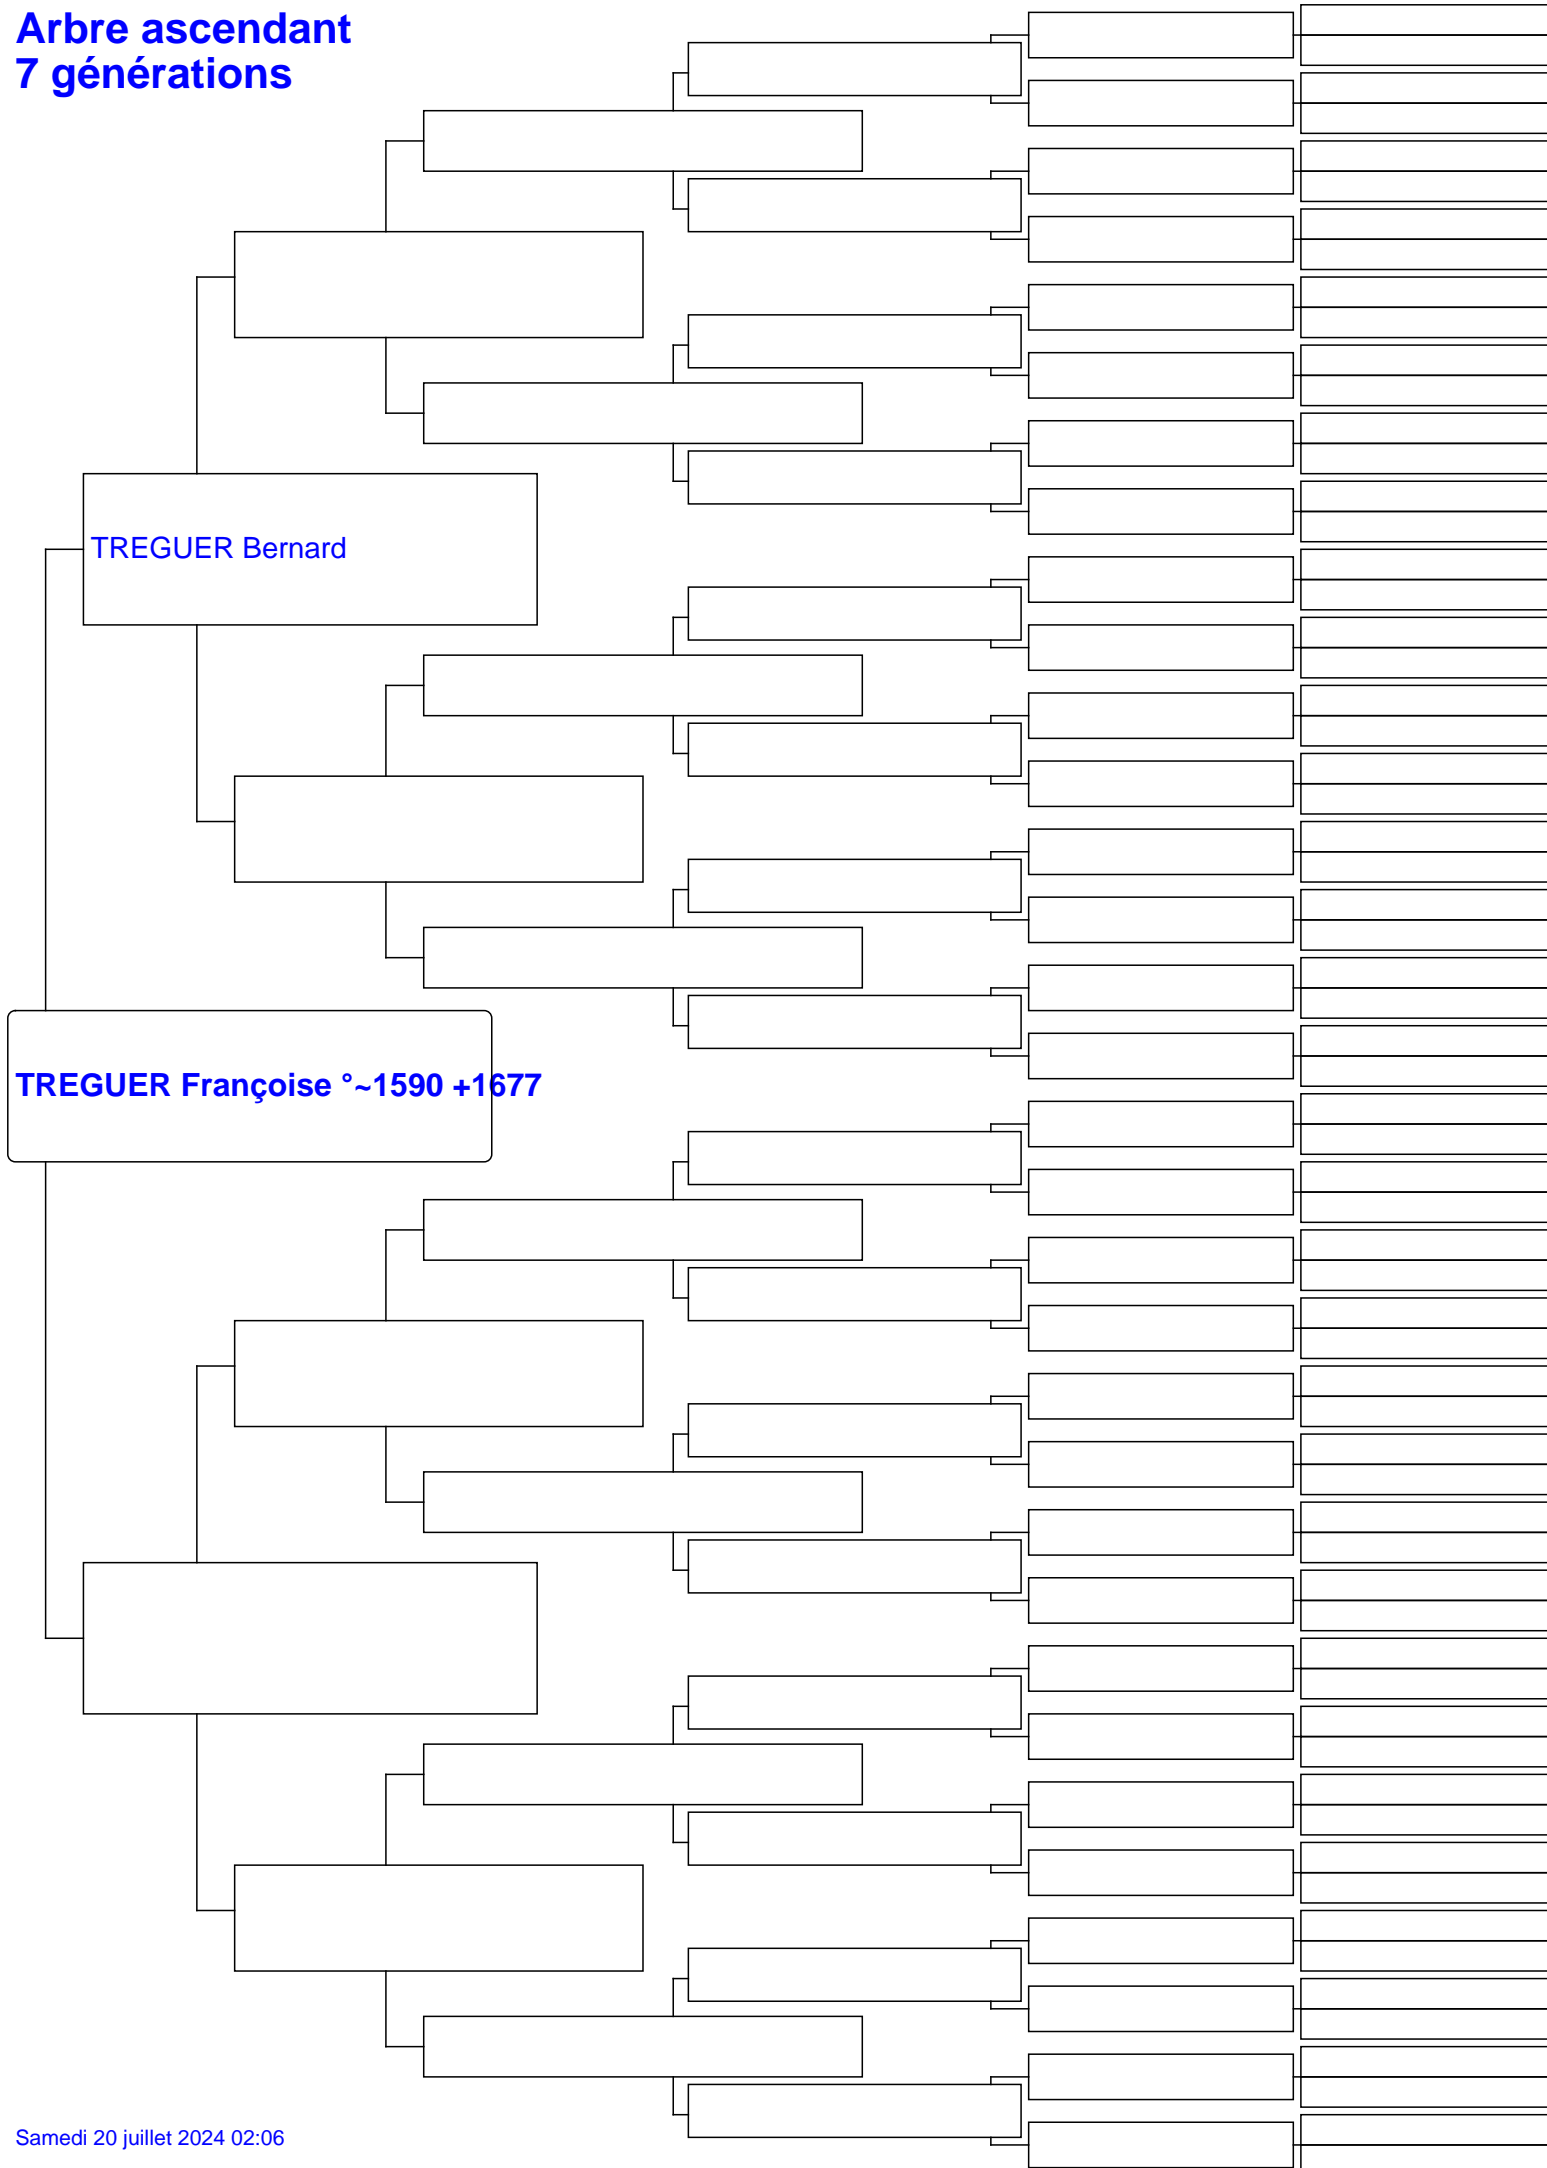 Arbre ascendant
7 générations
TREGUER Bernard
TREGUER Françoise °~1590 +1677
Samedi 20 juillet 2024 02:06